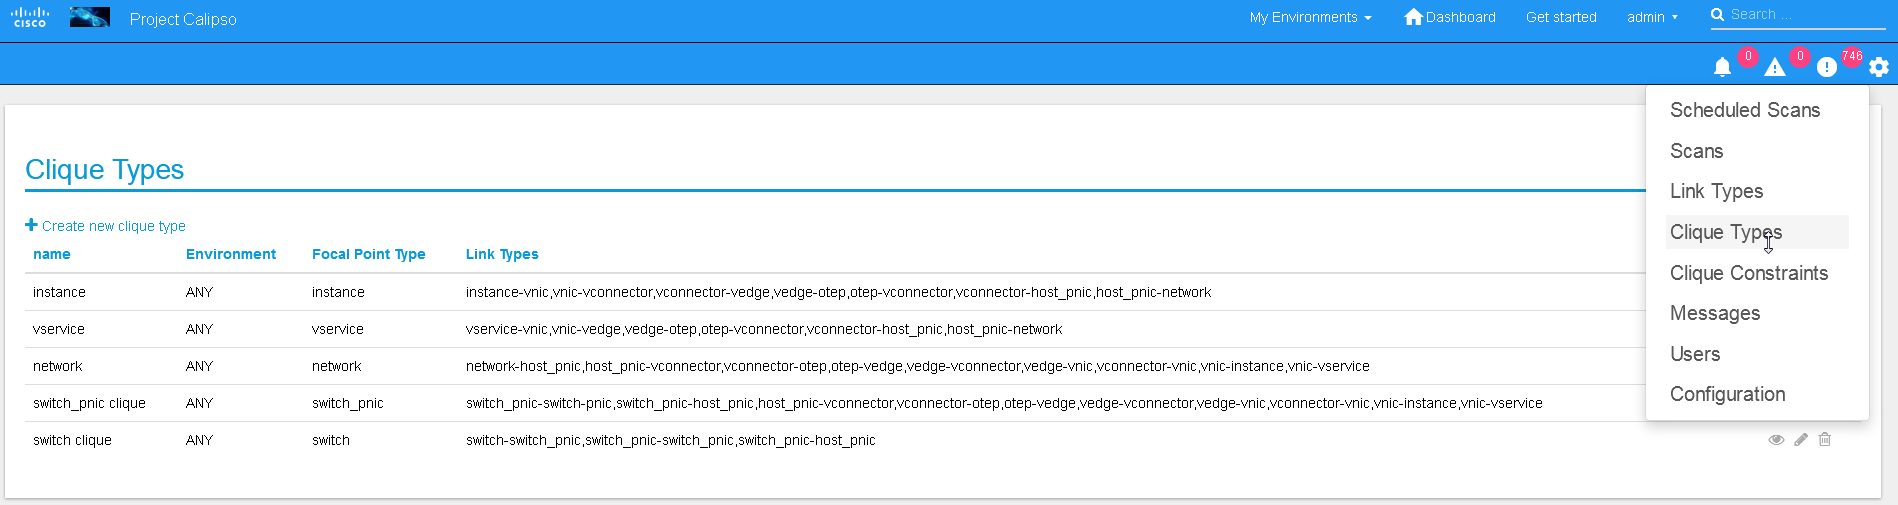 CISCO Project Calipso My Environments Dashboard Get started admin Search ...
0 0 746
Scheduled Scans
Scans
Link Types
Clique Types
Clique Constraints
Messages
Users
Configuration
Clique Types
Create new clique type
name Environment Focal Point Type Link Types
instance ANY instance instance-vnic,vnic-vconnector,vconnector-vedge,vedge-otep,otep-vconnector,vconnector-host_pnic,host_pnic-network
vservice ANY vservice vservice-vnic,vnic-vedge,vedge-otep,otep-vconnector,vconnector-host_pnic,host_pnic-network
network ANY network network-host_pnic,host_pnic-vconnector,vconnector-otep,otep-vedge,vedge-vconnector,vedge-vnic,vconnector-vnic,vnic-instance,vnic-vservice
switch_pnic clique ANY switch_pnic switch_pnic-switch-pnic,switch_pnic-host_pnic,host_pnic-vconnector,vconnector-otep,otep-vedge,vedge-vconnector,vedge-vnic,vconnector-vnic,vnic-instance,vnic-vservice
switch clique ANY switch switch-switch_pnic,switch_pnic-switch_pnic,switch_pnic-host_pnic